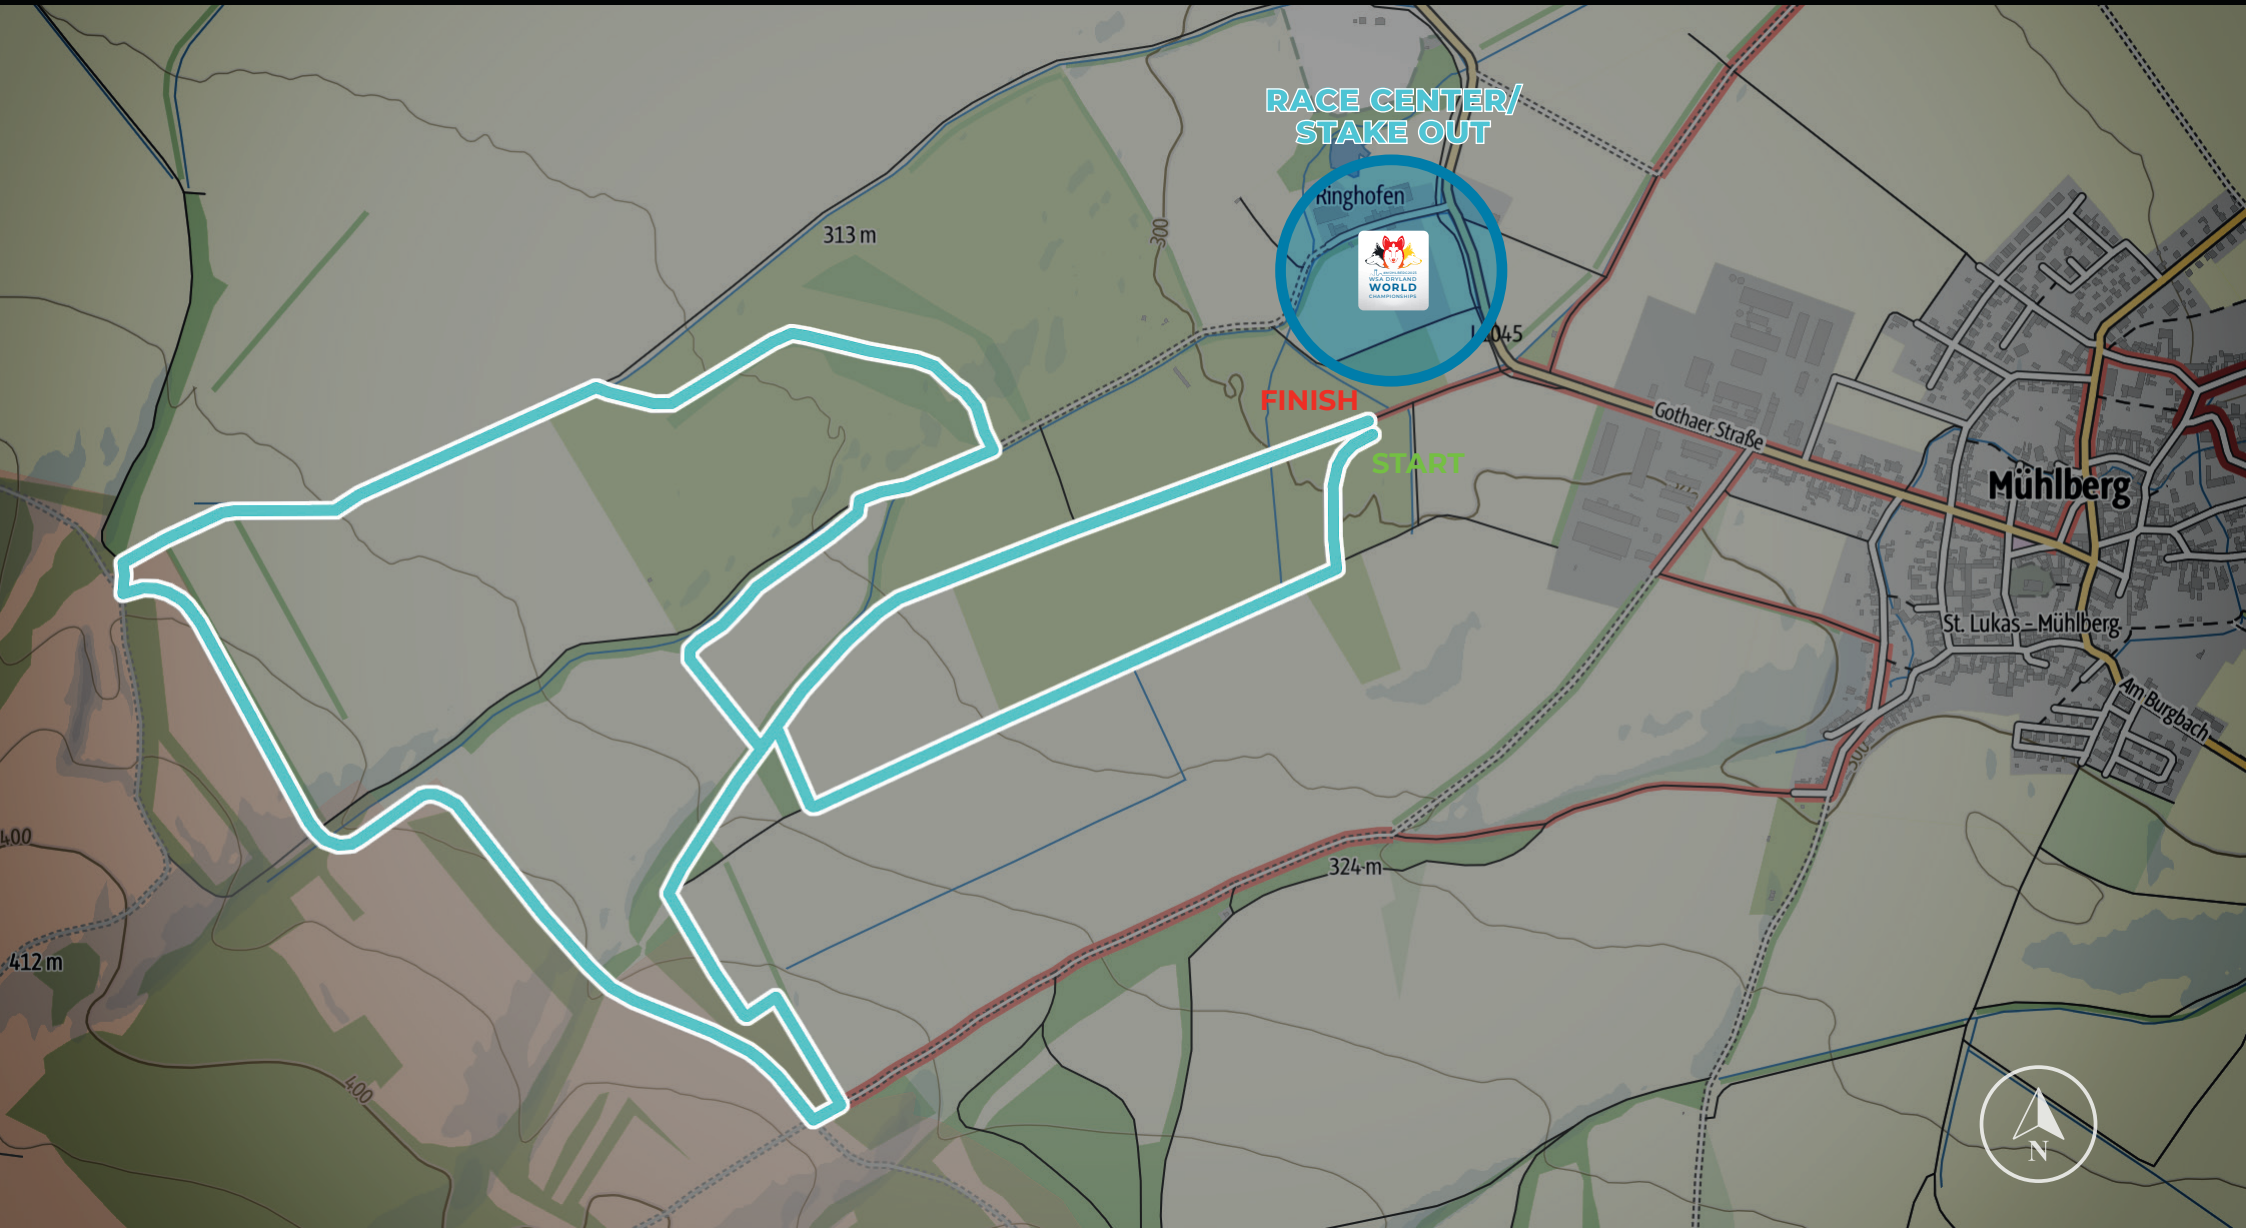 RACE CENTER/
STAKE OUT
Ringhofen
WSA DRYLAND
WORLD
CHAMPIONSHIPS
313 m
300
FINISH
START
Gothaer Straße
Mühlberg
St. Lukas – Mühlberg
Am Burgbach
300
324 m
400
412 m
400
N